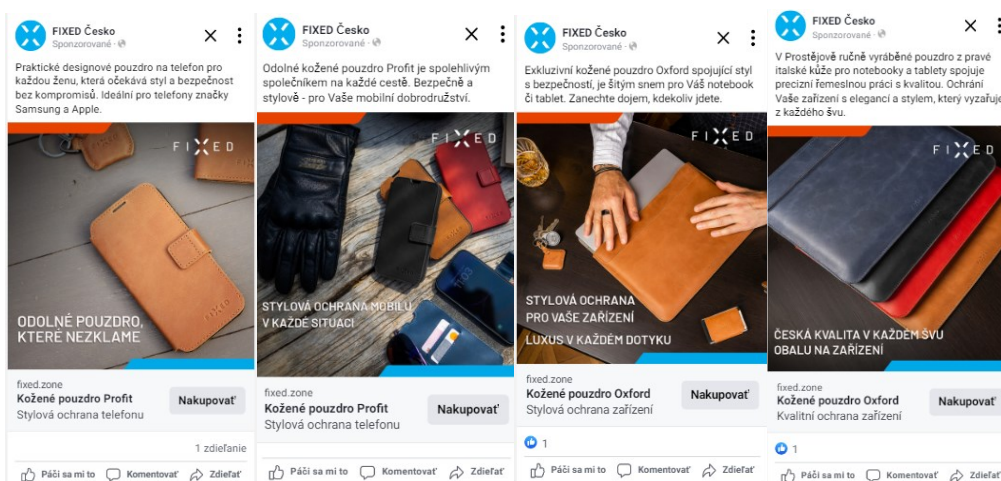 FIXED Česko
Sponzorované
Praktické designové pouzdro na telefon pro
každou ženu, která očekává styl a bezpečnost
bez kompromisů. Ideální pro telefony značky
Samsung a Apple.
FIXED
ODOLNÉ POUZDRO,
KTERÉ NEZKLAME
fixed.zone
Kožené pouzdro Profit
Stylová ochrana telefonu
Nakupovať
1 zdieľanie
Páči sa mi to Komentovať Zdieľať
FIXED Česko
Sponzorované
Odolné kožené pouzdro Profit je spolehlivým
společníkem na každé cestě. Bezpečně a
stylově - pro Vaše mobilní dobrodružství.
FIXED
STYLOVÁ OCHRANA MOBILU
V KAŽDÉ SITUACI
fixed.zone
Kožené pouzdro Profit
Stylová ochrana telefonu
Nakupovať
Páči sa mi to Komentovať Zdieľať
FIXED Česko
Sponzorované
Exkluzivní kožené pouzdro Oxford spojující styl
s bezpečností, je šitým snem pro Váš notebook
či tablet. Zanechte dojem, kdekoliv jdete.
FIXED
STYLOVÁ OCHRANA
PRO VAŠE ZAŘÍZENÍ
LUXUS V KAŽDÉM DOTYKU
fixed.zone
Kožené pouzdro Oxford
Stylová ochrana zařízení
Nakupovať
1
Páči sa mi to Komentovať Zdieľať
FIXED Česko
Sponzorované
V Prostějově ručně vyráběné pouzdro z pravé
italské kůže pro notebooky a tablety spojuje
precizní řemeslnou práci s kvalitou. Ochrání
Vaše zařízení s elegancí a stylem, který vyzařuje
z každého švu.
FIXED
ČESKÁ KVALITA V KAŽDÉM ŠVU
OBALU NA ZAŘÍZENÍ
fixed.zone
Kožené pouzdro Oxford
Kvalitní ochrana zařízení
Nakupovať
1
Páči sa mi to Komentovať Zdieľať